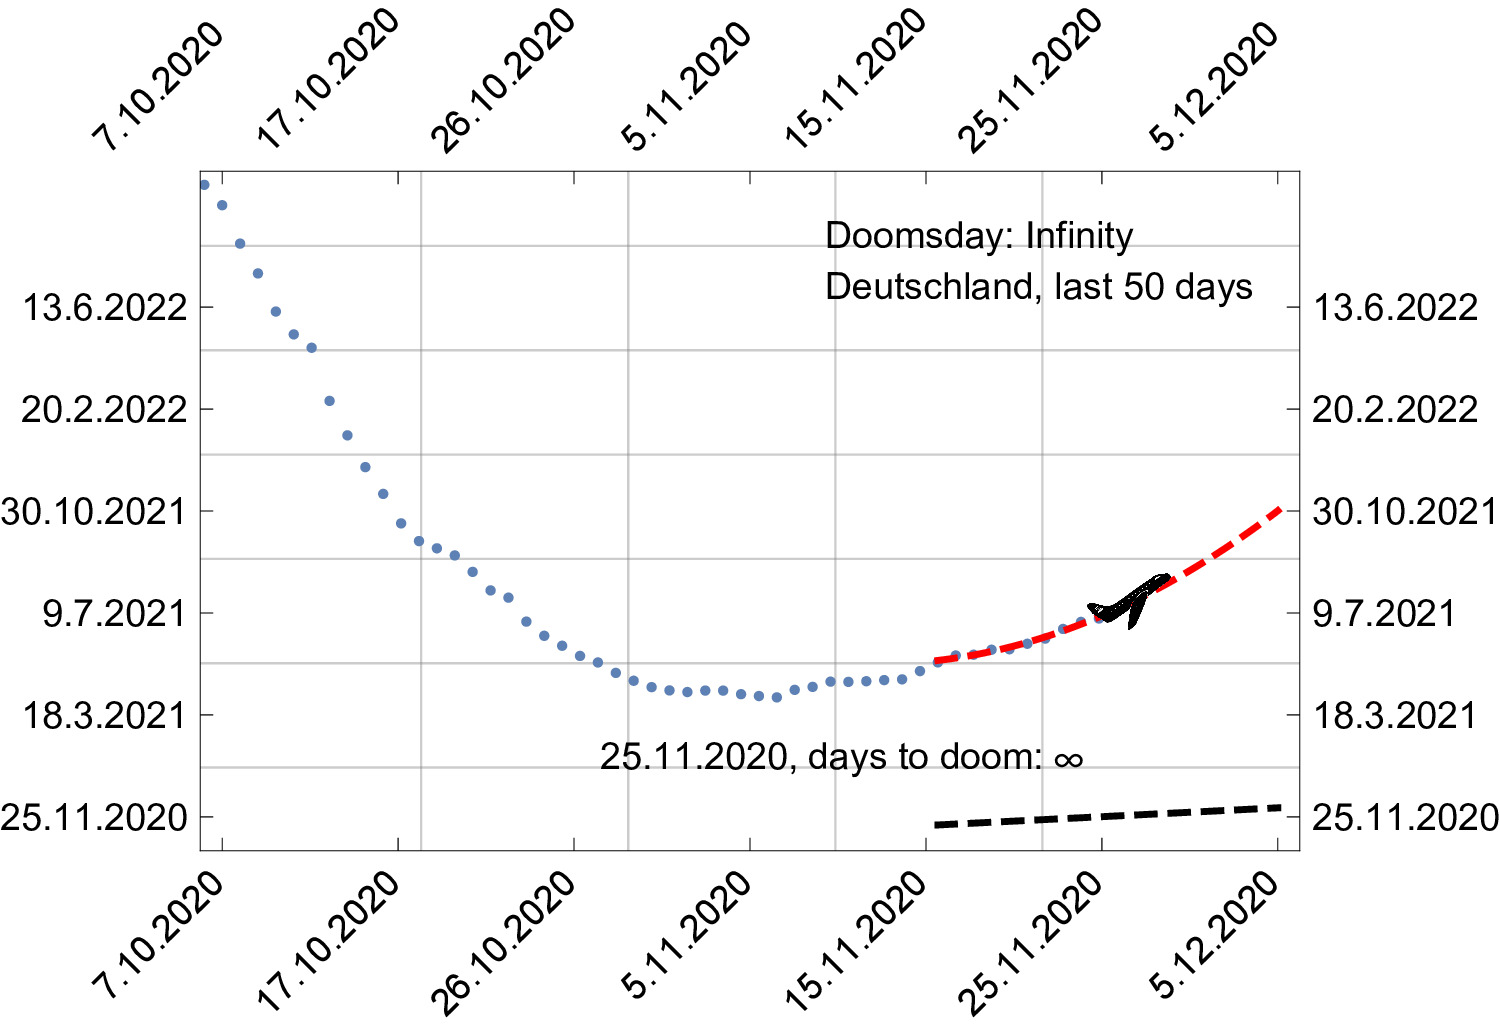 7.10.2020 17.10.2020 26.10.2020 5.11.2020 15.11.2020 25.11.2020 5.12.2020
Doomsday: Infinity
Deutschland, last 50 days
13.6.2022 13.6.2022
20.2.2022 20.2.2022
30.10.2021 30.10.2021
9.7.2021 9.7.2021
18.3.2021 18.3.2021
25.11.2020, days to doom: ∞
25.11.2020 25.11.2020
7.10.2020 17.10.2020 26.10.2020 5.11.2020 15.11.2020 25.11.2020 5.12.2020